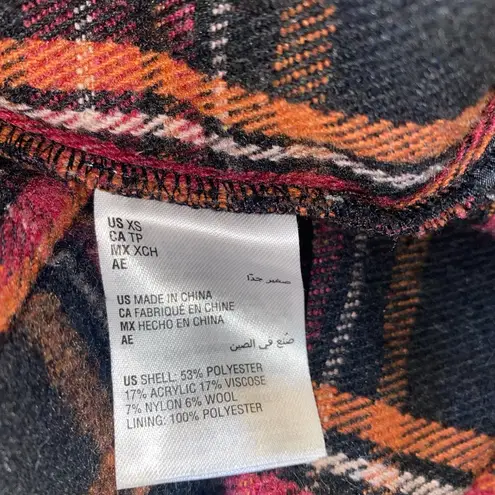 US XS
CA TP
MX XCH
AE
صغير جدًا
US MADE IN CHINA
CA FABRIQUÉ EN CHINE
MX HECHO EN CHINA
AE
صُنع في الصين
US SHELL: 53% POLYESTER
17% ACRYLIC 17% VISCOSE
7% NYLON 6% WOOL
LINING: 100% POLYESTER